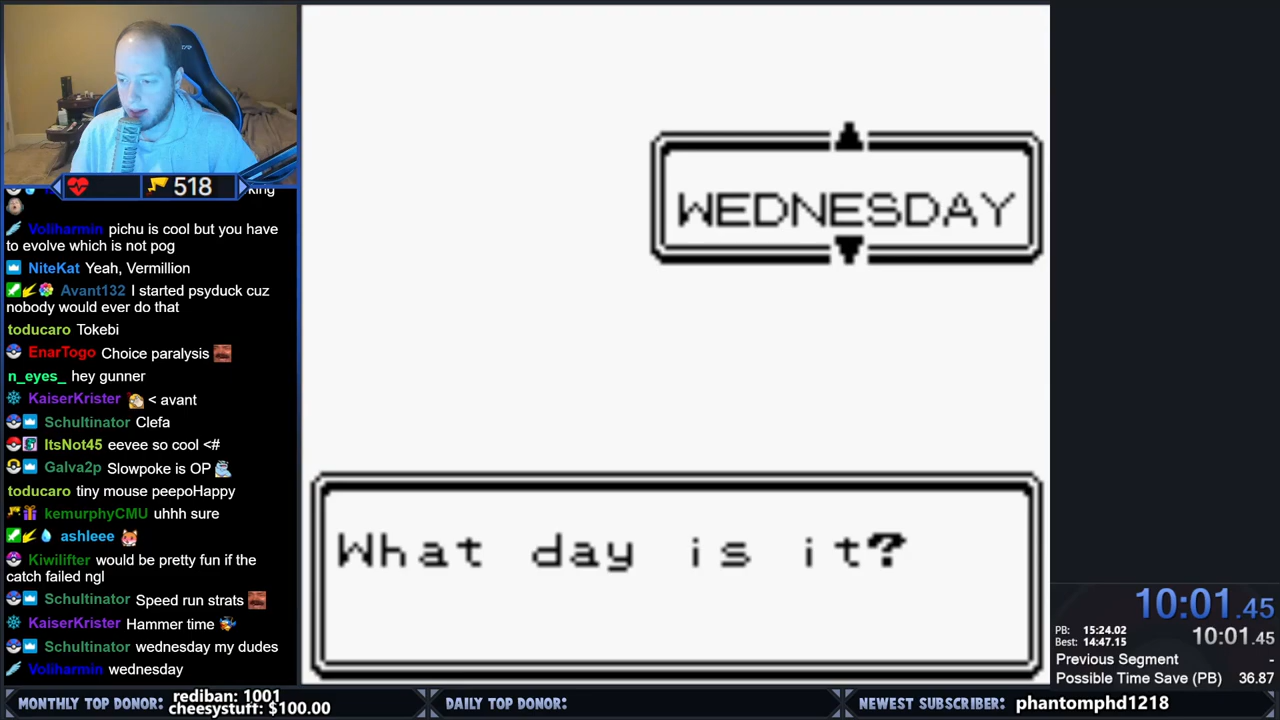 518
king
Voliharmin pichu is cool but you have
to evolve which is not pog
NiteKat Yeah, Vermillion
Avant132 I started psyduck cuz
nobody would ever do that
toducaro Tokebi
EnarTogo Choice paralysis
n_eyes_ hey gunner
KaiserKrister < avant
Schultinator Clefa
ItsNot45 eevee so cool <#
Galva2p Slowpoke is OP
toducaro tiny mouse peepoHappy
kemurphyCMU uhhh sure
ashleee
Kiwilifter would be pretty fun if the
catch failed ngl
Schultinator Speed run strats
KaiserKrister Hammer time
Schultinator wednesday my dudes
Voliharmin wednesday
WEDNESDAY
What day is it?
10:01.45
PB: 15:24.02
Best: 14:47.15
10:01.45
Previous Segment -
Possible Time Save (PB) 36.87
MONTHLY TOP DONOR: rediban: 1001
cheesystuff: $100.00
DAILY TOP DONOR:
NEWEST SUBSCRIBER: phantomphd1218